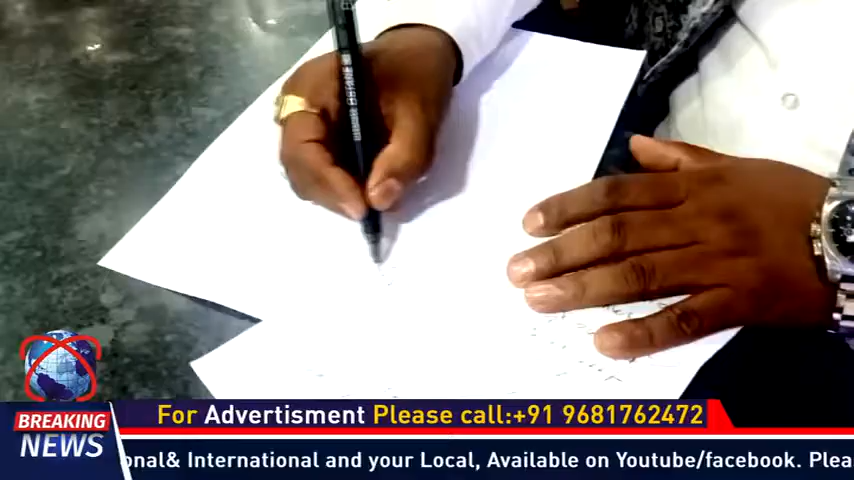 For Advertisment Please call:+91 9681762472
BREAKING
NEWS
onal& International and your Local, Available on Youtube/facebook. Plea